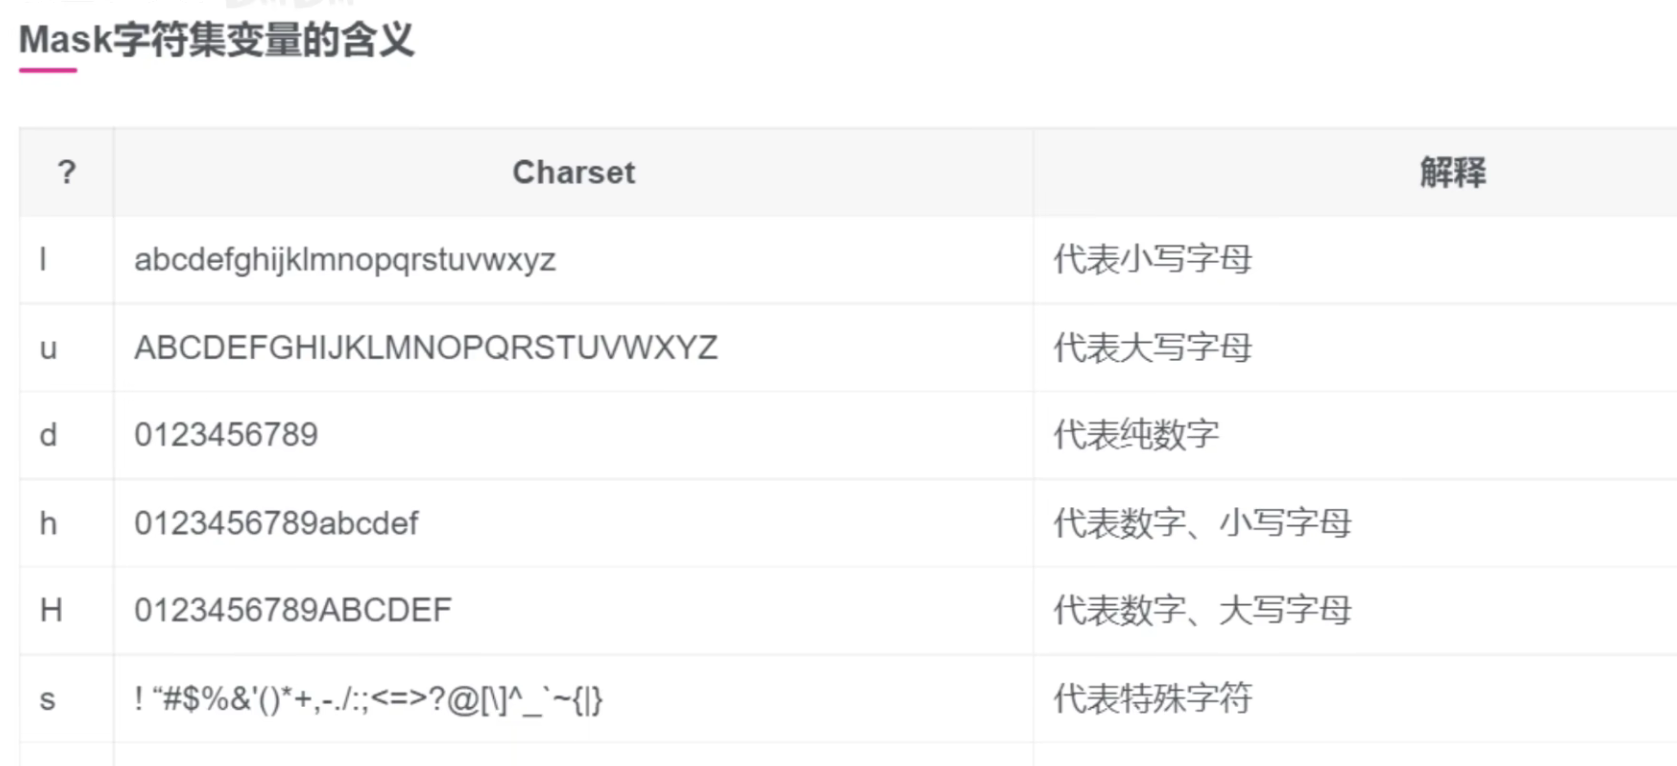 Mask字符集变量的含义
? Charset 解释
l abcdefghijklmnopqrstuvwxyz 代表小写字母
u ABCDEFGHIJKLMNOPQRSTUVWXYZ 代表大写字母
d 0123456789 代表纯数字
h 0123456789abcdef 代表数字、小写字母
H 0123456789ABCDEF 代表数字、大写字母
s ! “#$%&'()*+,-./:;<=>?@[\]^_`~{|} 代表特殊字符